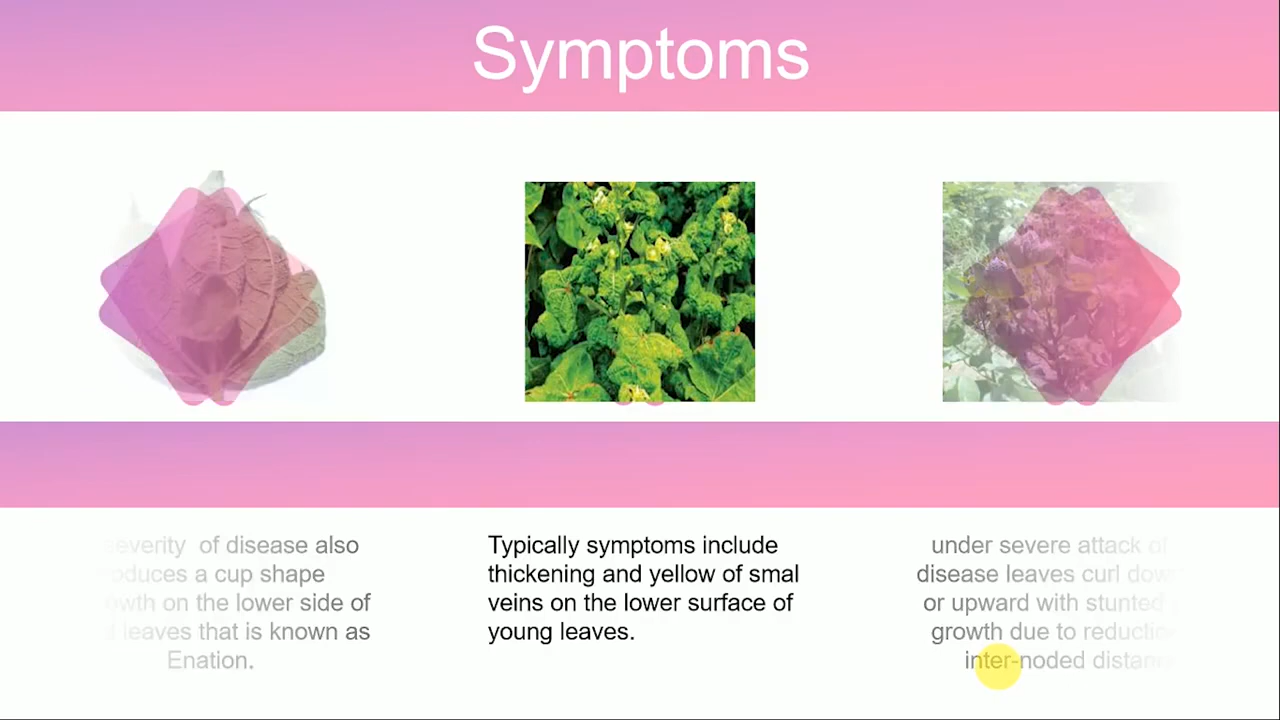 Symptoms
severity of disease also
produces a cup shape
growth on the lower side of
leaves that is known as
Enation.
Typically symptoms include
thickening and yellow of smal
veins on the lower surface of
young leaves.
under severe attack of
disease leaves curl down
or upward with stunted
growth due to reduction
inter-noded distance